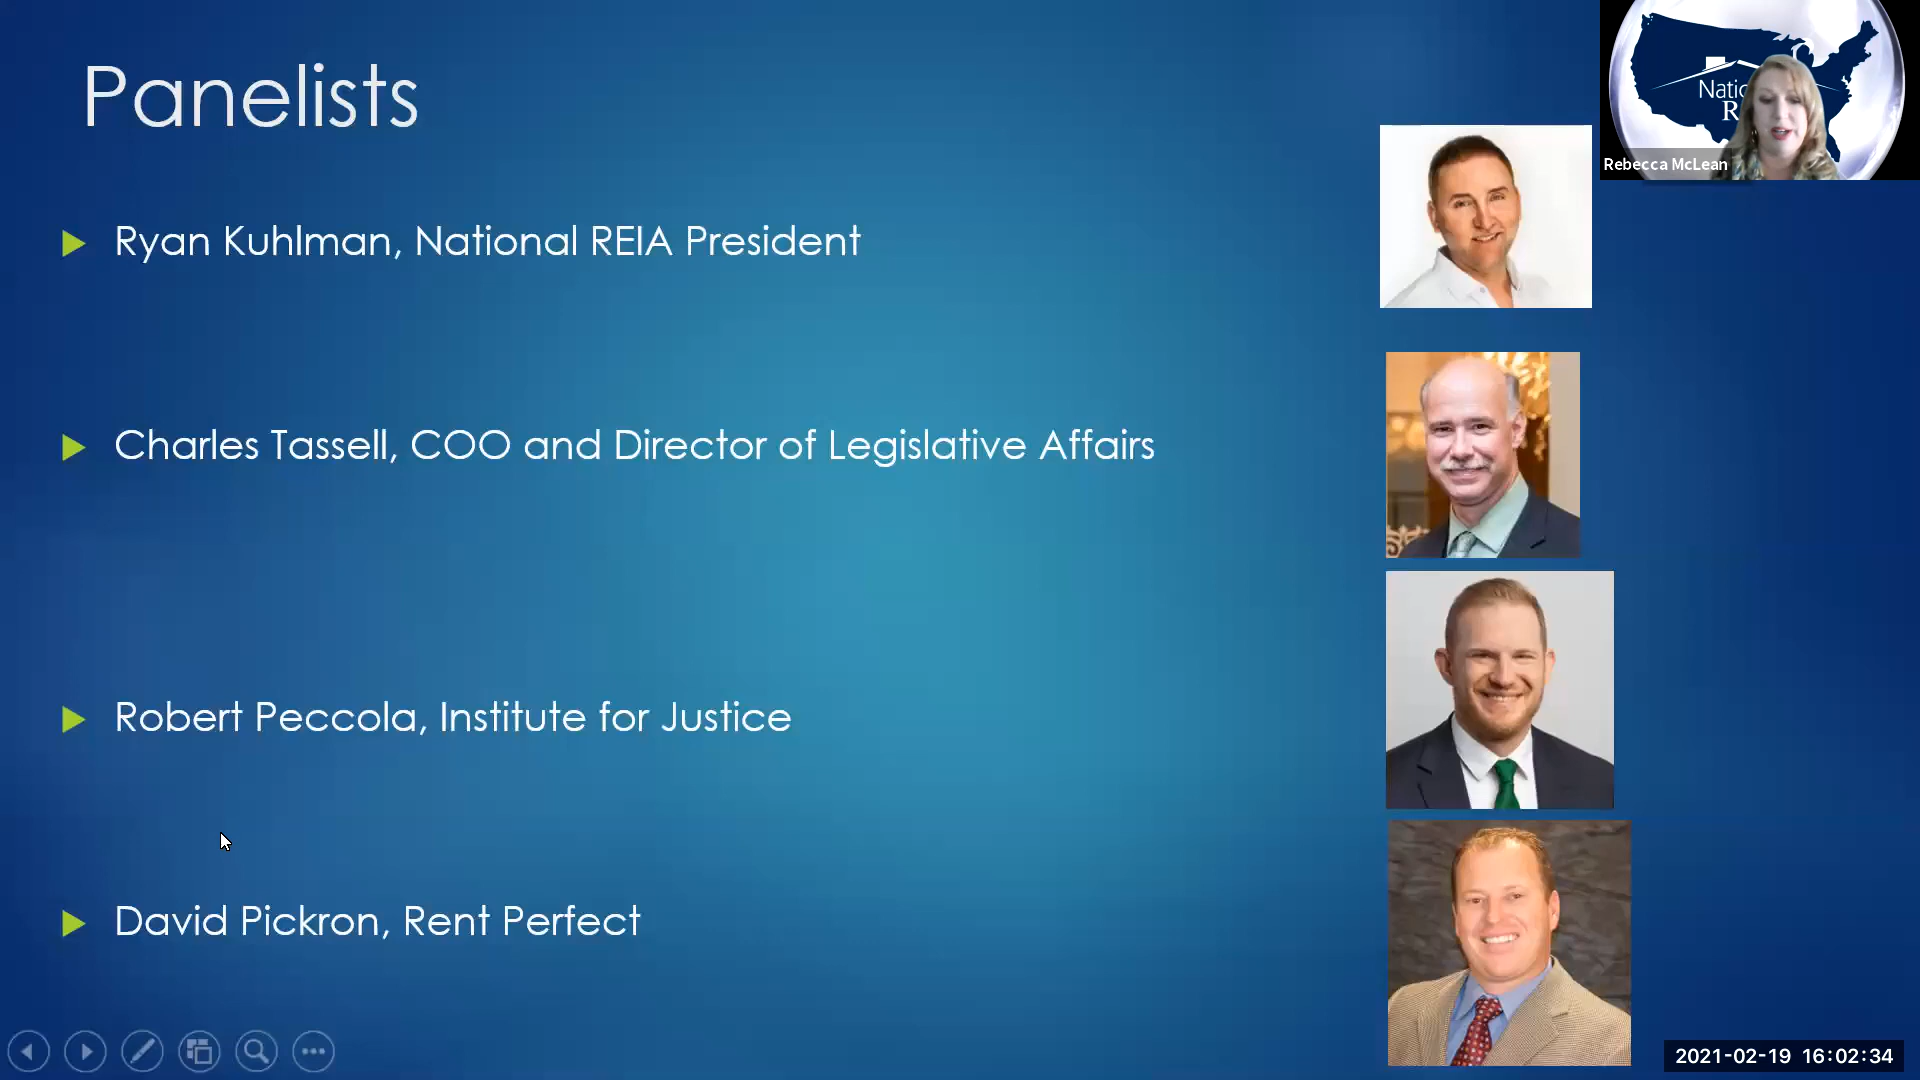 Panelists
Ryan Kuhlman, National REIA President
Charles Tassell, COO and Director of Legislative Affairs
Robert Peccola, Institute for Justice
David Pickron, Rent Perfect
Rebecca McLean
2021-02-19 16:02:34